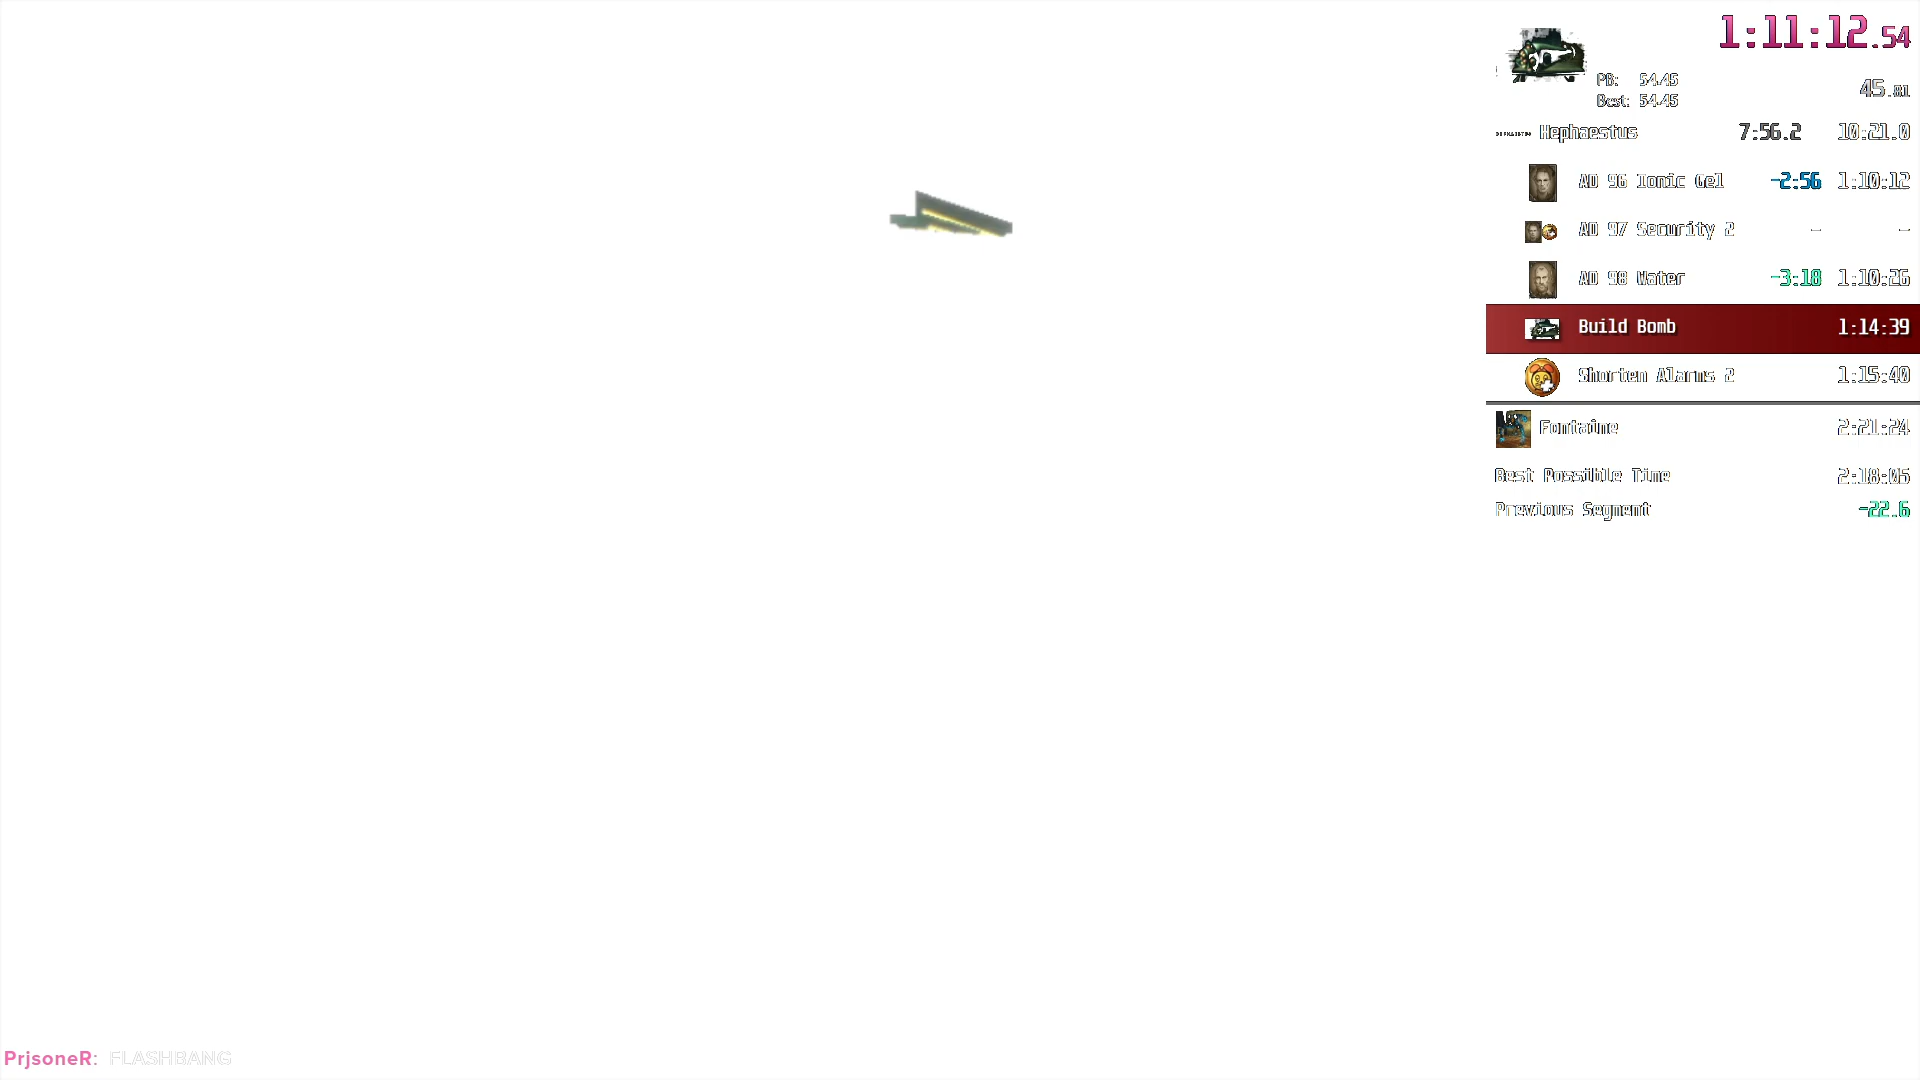 1:11:12.54
PB: 54.45
Best: 54.45
45.81
Hephaestus 7:56.2 10:21.0
AD 96 Ionic Gel -2:56 1:10:12
AD 97 Security 2 - -
AD 98 Water -3:18 1:10:26
Build Bomb 1:14:39
Shorten Alarms 2 1:15:40
Fontaine 2:21:24
Best Possible Time 2:18:05
Previous Segment -22.6
PrjsoneR: FLASHBANG